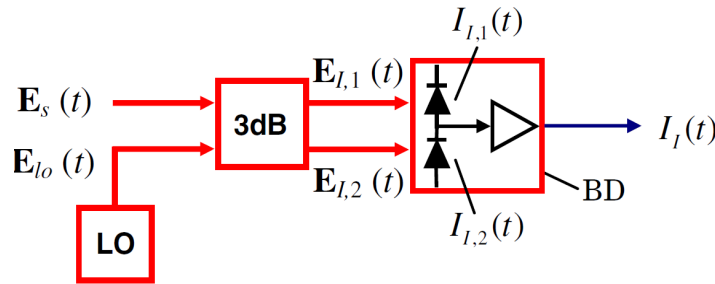 I_{I,1}(t)
E_s (t)
3dB
E_{I,1} (t)
I_I(t)
E_{lo} (t)
E_{I,2} (t)
BD
LO
I_{I,2}(t)